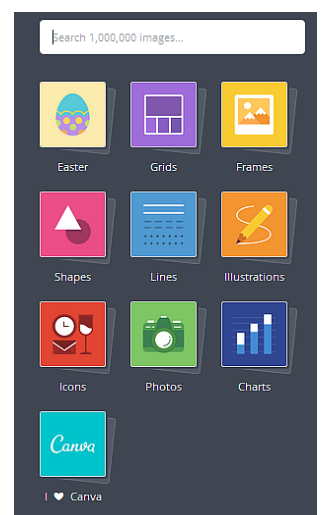 Search 1,000,000 images...
Easter Grids Frames
Shapes Lines Illustrations
Icons Photos Charts
Canva
I ♥ Canva